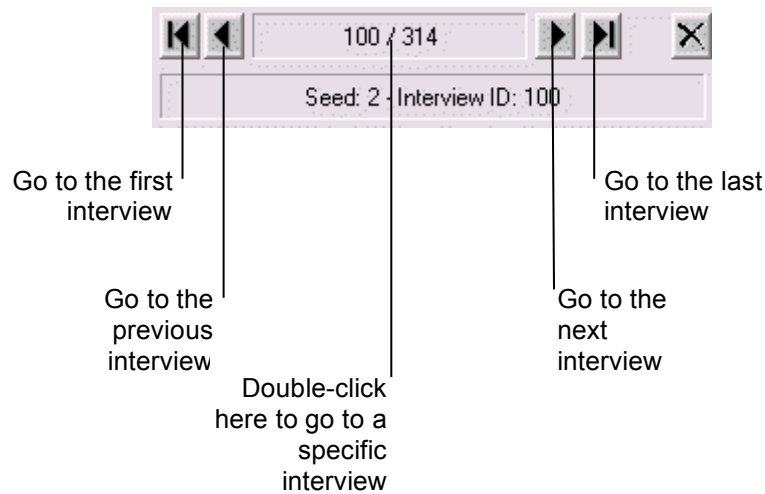 100 / 314
Seed: 2 - Interview ID: 100
Go to the first
interview
Go to the last
interview
Go to the
previous
interview
Go to the
next
interview
Double-click
here to go to a
specific
interview